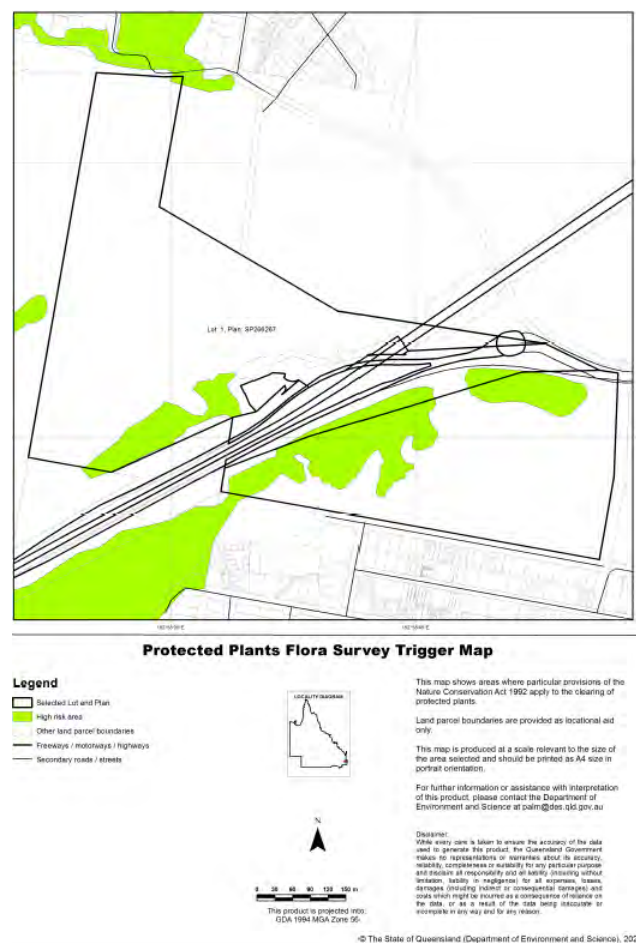 Lot: 1, Plan: SP266267
Protected Plants Flora Survey Trigger Map
Legend
Selected Lot and Plan
High risk area
Other land parcel boundaries
Freeways / motorways / highways
Secondary roads / streets
LOCALITY DIAGRAM
N
0 30 60 90 120 150 m
This product is projected into:
GDA 1994 MGA Zone 56
This map shows areas where particular provisions of the
Nature Conservation Act 1992 apply to the clearing of
protected plants.
Land parcel boundaries are provided as locational aid
only.
This map is produced at a scale relevant to the size of
the area selected and should be printed as A4 size in
portrait orientation.
For further information or assistance with interpretation
of this product, please contact the Department of
Environment and Science at palm@des.qld.gov.au
Disclaimer:
While every care is taken to ensure the accuracy of the data
used to generate this product, the Queensland Government
makes no representations or warranties about its accuracy,
reliability, completeness or suitability for any particular purpose
and disclaim all responsibility and all liability (including without
limitation, liability in negligence) for all expenses, losses,
damages (including indirect or consequential damages) and
costs which might be incurred as a consequence of reliance on
the data, or as a result of the data being inaccurate or
incomplete in any way and for any reason.
© The State of Queensland (Department of Environment and Science), 202